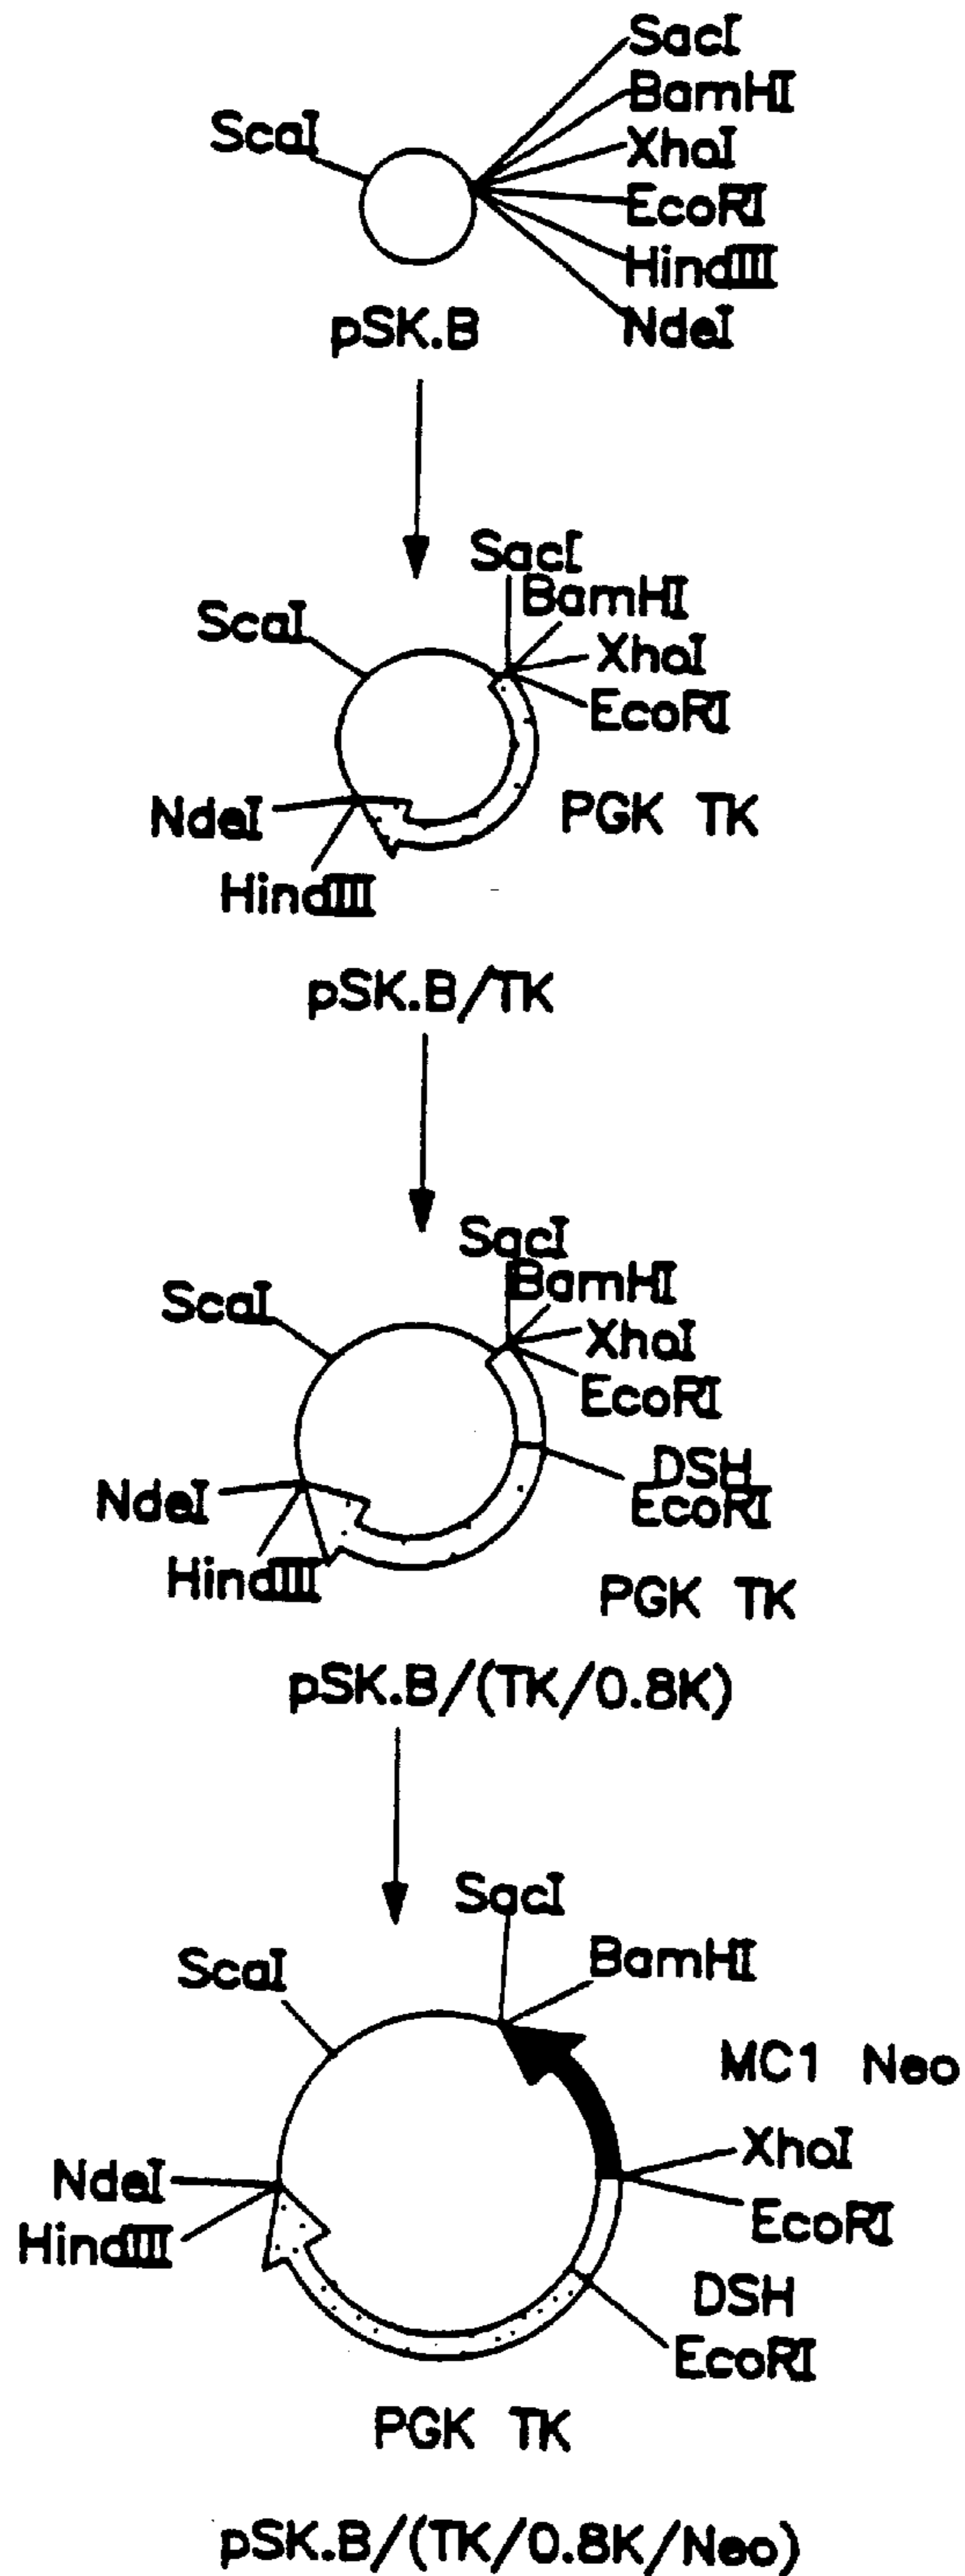 SacI
BamHI
ScaI
XhoI
EcoRI
HindIII
pSK.B
NdeI
SacI
BamHI
ScaI
XhoI
EcoRI
NdeI
PGK TK
HindIII
pSK.B/TK
SacI
BamHI
ScaI
XhoI
EcoRI
DSH
NdeI
EcoRI
HindIII
PGK TK
pSK.B/(TK/0.8K)
SacI
BamHI
ScaI
MC1 Neo
XhoI
NdeI
EcoRI
HindIII
DSH
EcoRI
PGK TK
pSK.B/(TK/0.8K/Neo)